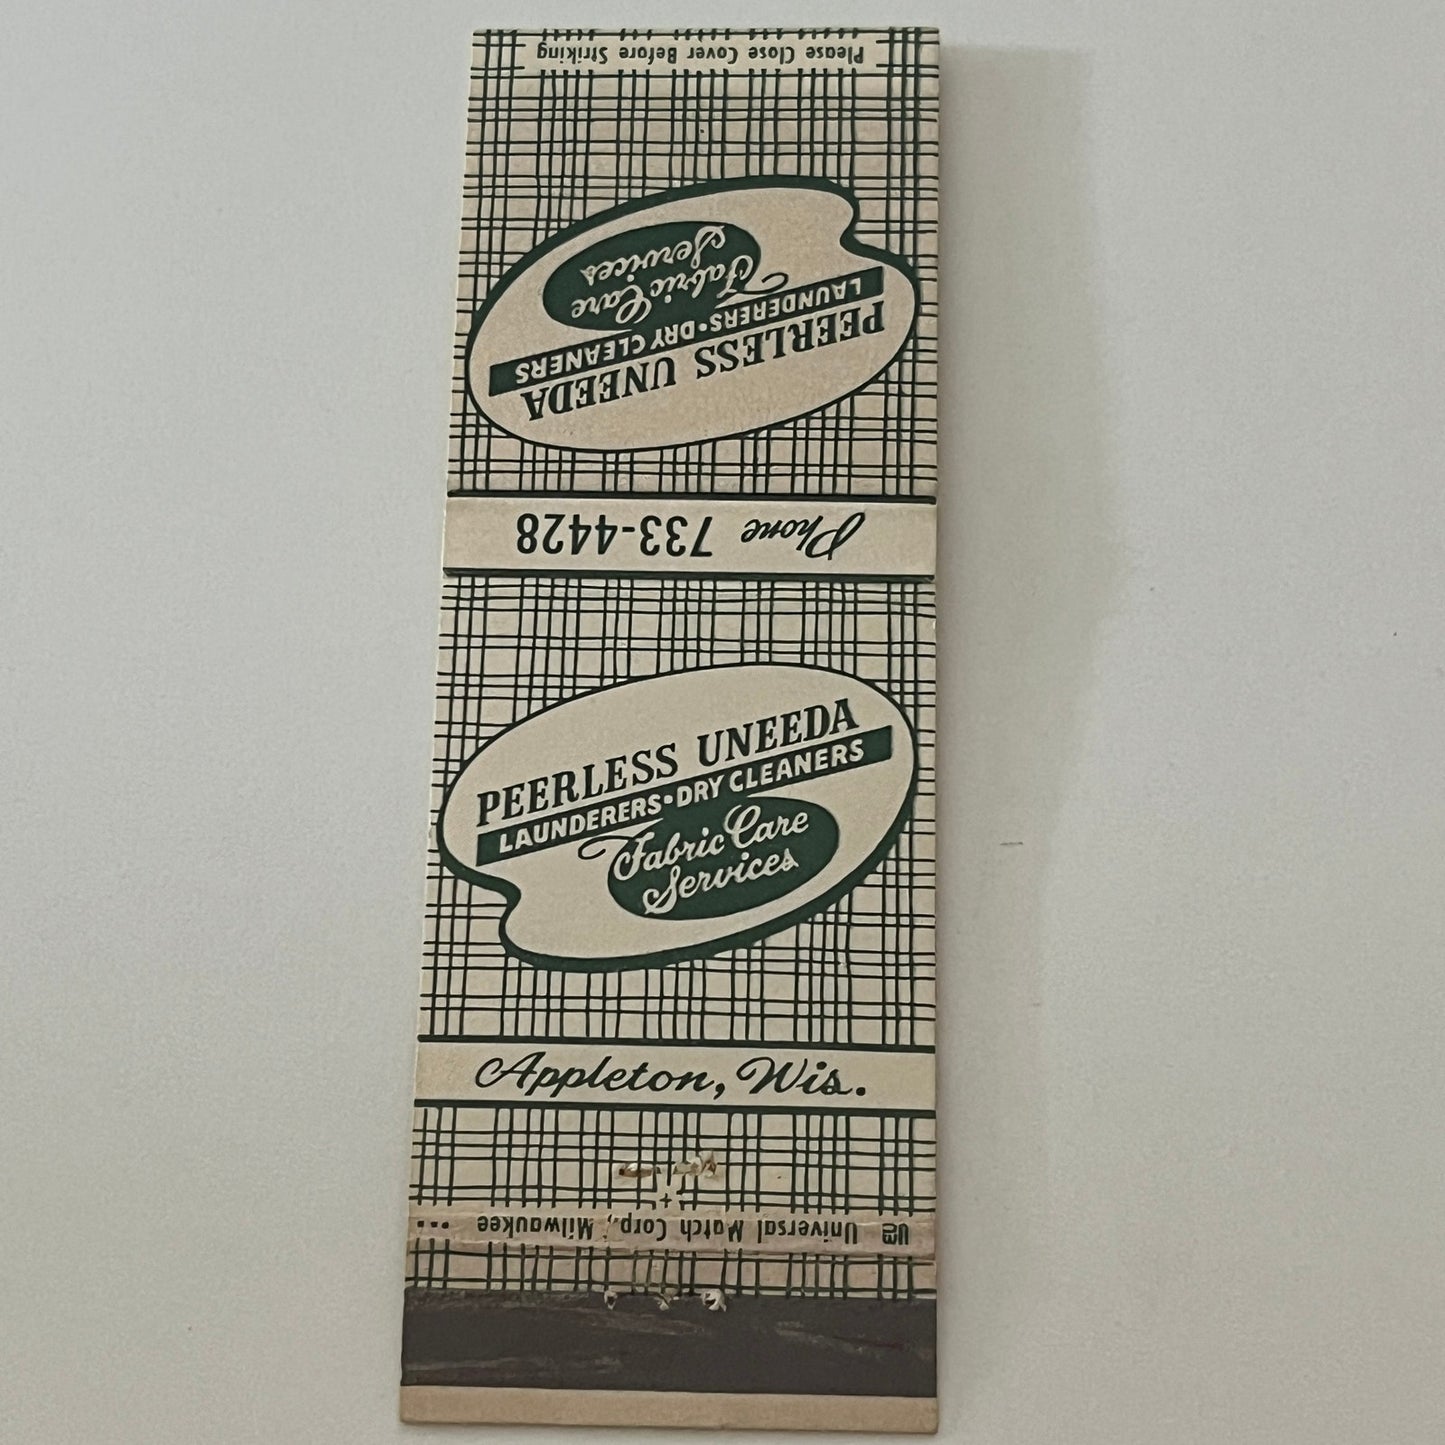 Please Close Cover Before Striking
PEERLESS UNEEDA
LAUNDERERS•DRY CLEANERS
Fabric Care
Services
Phone 733-4428
PEERLESS UNEEDA
LAUNDERERS•DRY CLEANERS
Fabric Care
Services
Appleton, Wis.
UM Universal Match Corp., Milwaukee ...